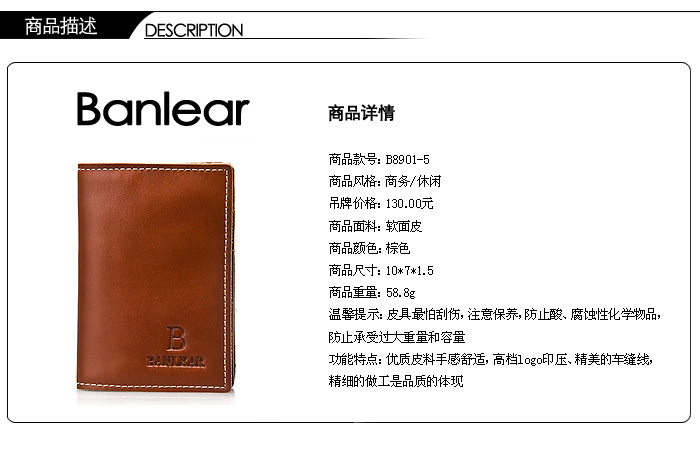 商品描述
DESCRIPTION
Banlear
商品详情
商品款号: B8901-5
商品风格: 商务/休闲
吊牌价格: 130.00元
商品面料: 软面皮
商品颜色: 棕色
商品尺寸: 10*7*1.5
商品重量: 58.8g
温馨提示: 皮具最怕刮伤,注意保养,防止酸、腐蚀性化学物品,
防止承受过大重量和容量
功能特点: 优质皮料手感舒适,高档logo印压、精美的车缝线,
精细的做工是品质的体现
B
BANLEAR